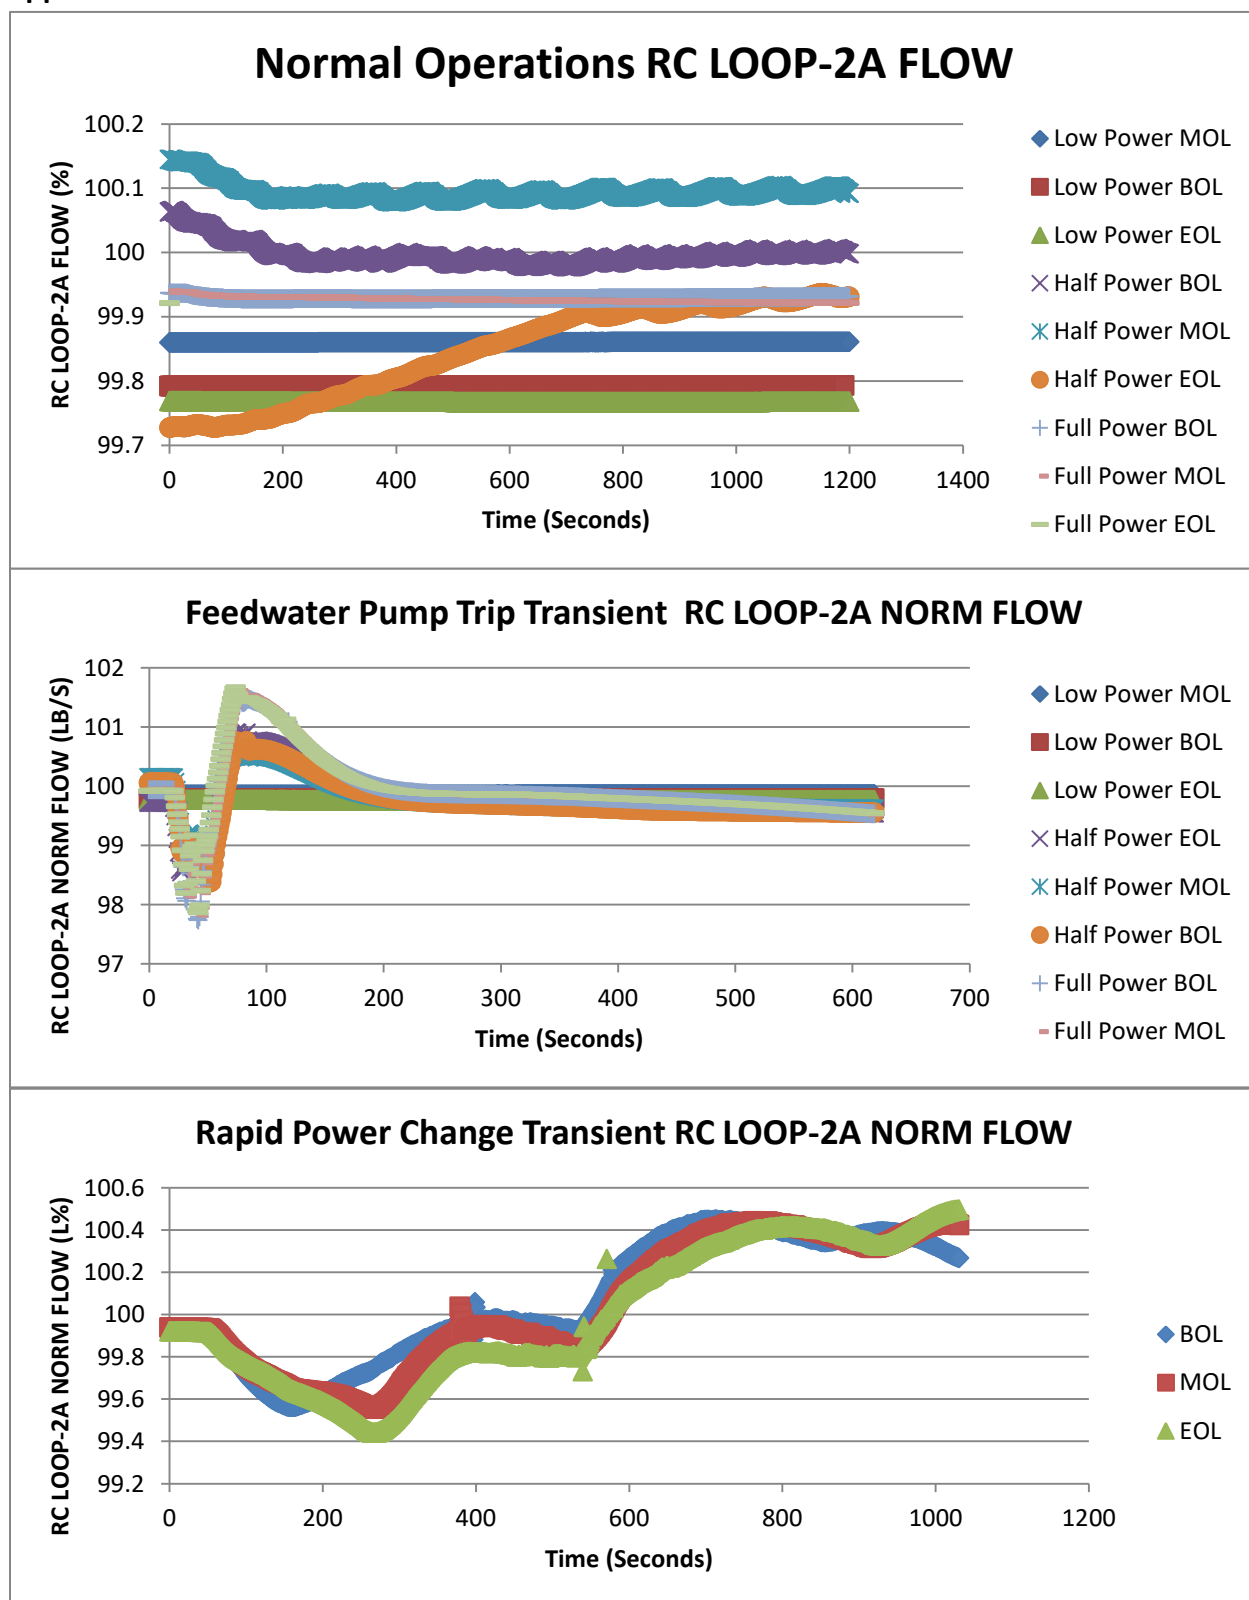 Normal Operations RC LOOP-2A FLOW
RC LOOP-2A FLOW (%)
100.2
100.1
100
99.9
99.8
99.7
0 200 400 600 800 1000 1200 1400
Time (Seconds)
Low Power MOL
Low Power BOL
Low Power EOL
Half Power BOL
Half Power MOL
Half Power EOL
Full Power BOL
Full Power MOL
Full Power EOL
Feedwater Pump Trip Transient RC LOOP-2A NORM FLOW
RC LOOP-2A NORM FLOW (LB/S)
102
101
100
99
98
97
0 100 200 300 400 500 600 700
Time (Seconds)
Low Power MOL
Low Power BOL
Low Power EOL
Half Power EOL
Half Power MOL
Half Power BOL
Full Power BOL
Full Power MOL
Rapid Power Change Transient RC LOOP-2A NORM FLOW
RC LOOP-2A NORM FLOW (L%)
100.6
100.4
100.2
100
99.8
99.6
99.4
99.2
0 200 400 600 800 1000 1200
Time (Seconds)
BOL
MOL
EOL